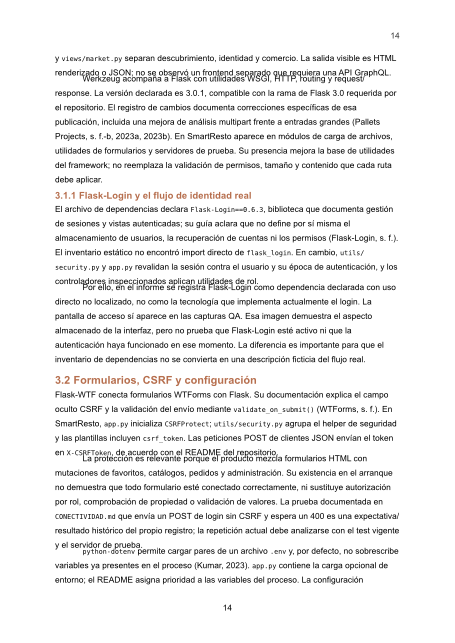 14
y views/market.py separan descubrimiento, identidad y comercio. La salida visible es HTML
renderizado o JSON; no se observó un frontend separado que requiera una API GraphQL.
Werkzeug acompaña a Flask con utilidades WSGI, HTTP, routing y request/
response. La versión declarada es 3.0.1, compatible con la rama de Flask 3.0 requerida por
el repositorio. El registro de cambios documenta correcciones específicas de esa
publicación, incluida una mejora de análisis multipart frente a entradas grandes (Pallets
Projects, s. f.-b, 2023a, 2023b). En SmartResto aparece en módulos de carga de archivos,
utilidades de formularios y servidores de prueba. Su presencia mejora la base de utilidades
del framework; no reemplaza la validación de permisos, tamaño y contenido que cada ruta
debe aplicar.
3.1.1 Flask-Login y el flujo de identidad real
El archivo de dependencias declara Flask-Login==0.6.3, biblioteca que documenta gestión
de sesiones y vistas autenticadas; su guía aclara que no define por sí misma el
almacenamiento de usuarios, la recuperación de cuentas ni los permisos (Flask-Login, s. f.).
El inventario estático no encontró import directo de flask_login. En cambio, utils/
security.py y app.py revalidan la sesión contra el usuario y su época de autenticación, y los
controladores inspeccionados aplican utilidades de rol.
Por ello, en el informe se registra Flask-Login como dependencia declarada con uso
directo no localizado, no como la tecnología que implementa actualmente el login. La
pantalla de acceso sí aparece en las capturas QA. Esa imagen demuestra el aspecto
almacenado de la interfaz, pero no prueba que Flask-Login esté activo ni que la
autenticación haya funcionado en ese momento. La diferencia es importante para que el
inventario de dependencias no se convierta en una descripción ficticia del flujo real.
3.2 Formularios, CSRF y configuración
Flask-WTF conecta formularios WTForms con Flask. Su documentación explica el campo
oculto CSRF y la validación del envío mediante validate_on_submit() (WTForms, s. f.). En
SmartResto, app.py inicializa CSRFProtect; utils/security.py agrupa el helper de seguridad
y las plantillas incluyen csrf_token. Las peticiones POST de clientes JSON envían el token
en X-CSRFToken, de acuerdo con el README del repositorio.
La protección es relevante porque el producto mezcla formularios HTML con
mutaciones de favoritos, catálogos, pedidos y administración. Su existencia en el arranque
no demuestra que todo formulario esté conectado correctamente, ni sustituye autorización
por rol, comprobación de propiedad o validación de valores. La prueba documentada en
CONECTIVIDAD.md que envía un POST de login sin CSRF y espera un 400 es una expectativa/
resultado histórico del propio registro; la repetición actual debe analizarse con el test vigente
y el servidor de prueba.
python-dotenv permite cargar pares de un archivo .env y, por defecto, no sobrescribe
variables ya presentes en el proceso (Kumar, 2023). app.py contiene la carga opcional de
entorno; el README asigna prioridad a las variables del proceso. La configuración
14